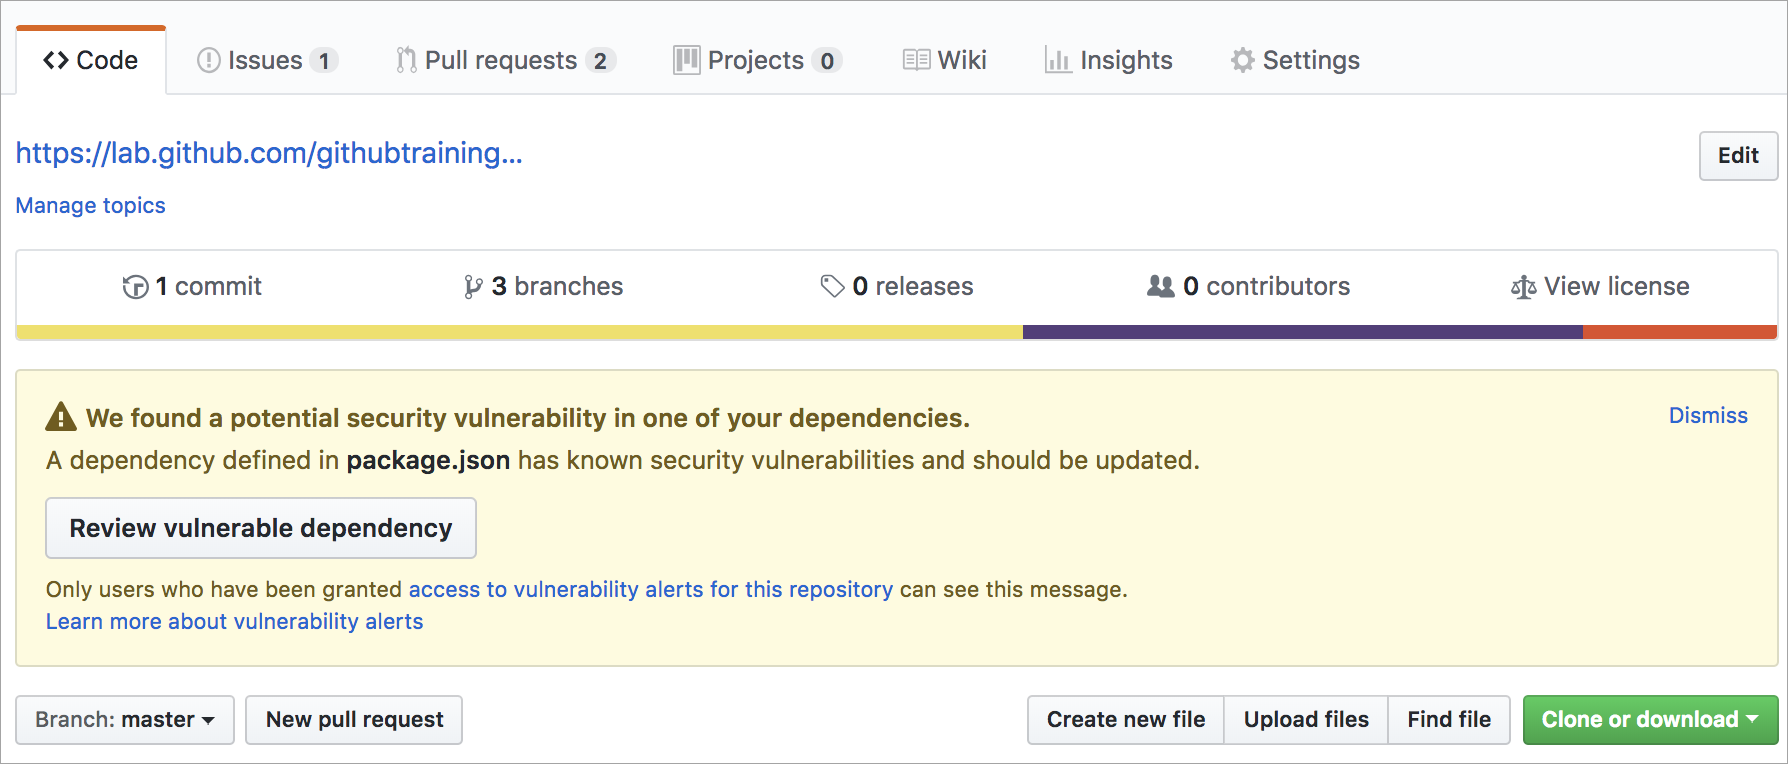 Code Issues 1 Pull requests 2 Projects 0 Wiki Insights Settings
https://lab.github.com/githubtraining...
Edit
Manage topics
1 commit 3 branches 0 releases 0 contributors View license
We found a potential security vulnerability in one of your dependencies.
Dismiss
A dependency defined in package.json has known security vulnerabilities and should be updated.
Review vulnerable dependency
Only users who have been granted access to vulnerability alerts for this repository can see this message.
Learn more about vulnerability alerts
Branch: master New pull request Create new file Upload files Find file Clone or download